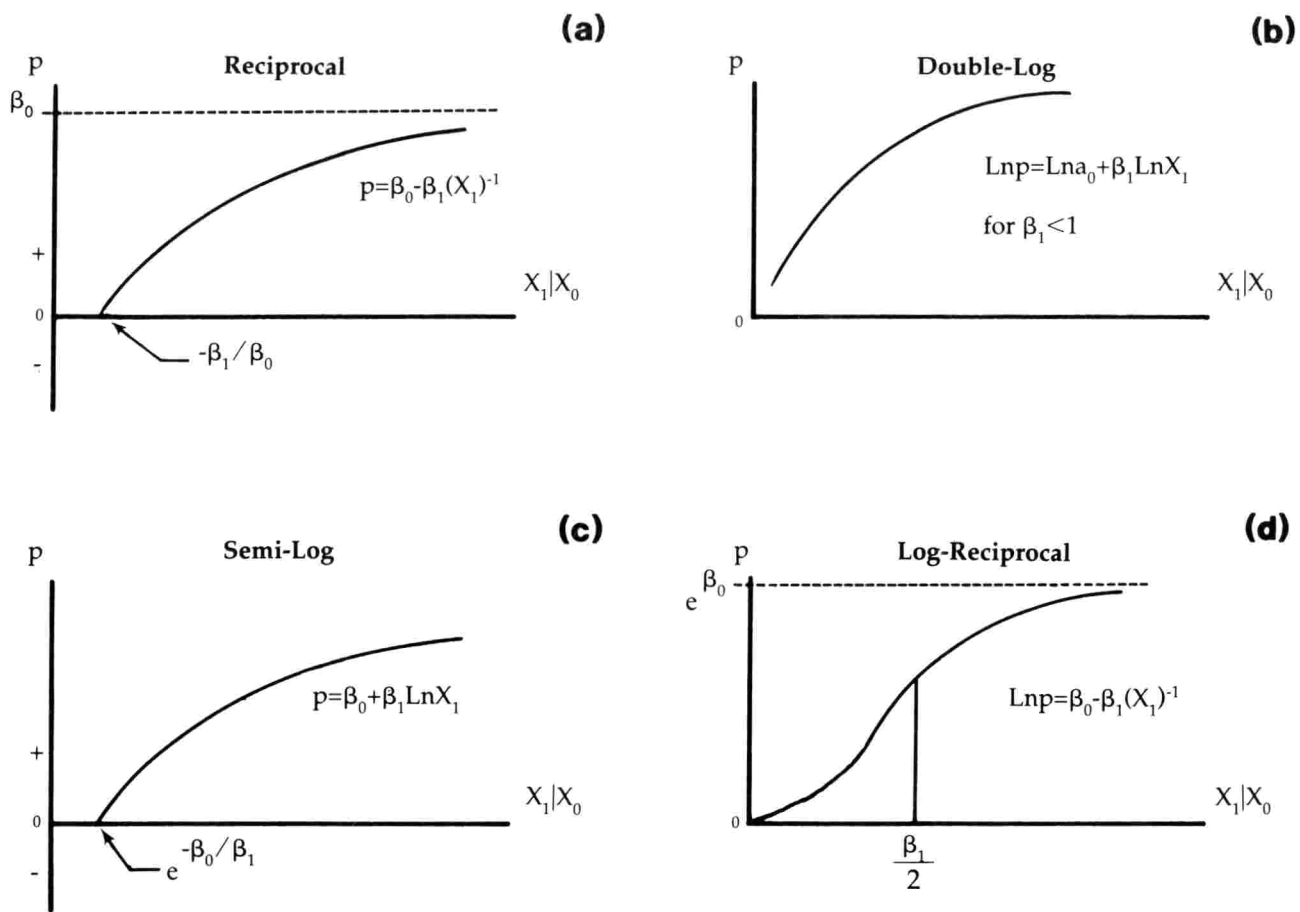 (a)
Reciprocal
p
β₀
p=β₀-β₁(X₁)⁻¹
+
X₁|X₀
0
-β₁/β₀
-
(b)
Double-Log
p
Lnp=Lna₀+β₁LnX₁
for β₁<1
X₁|X₀
0
(c)
Semi-Log
p
p=β₀+β₁LnX₁
+
X₁|X₀
0
e -β₀/β₁
-
(d)
Log-Reciprocal
p
e β₀
Lnp=β₀-β₁(X₁)⁻¹
X₁|X₀
0
β₁
2